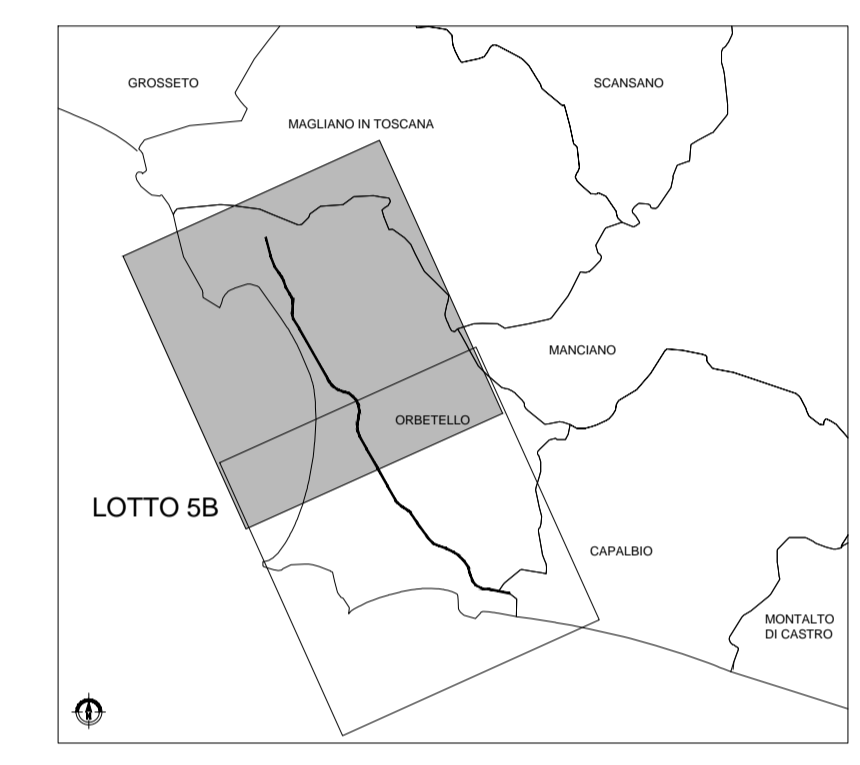 GROSSETO
SCANSANO
MAGLIANO IN TOSCANA
MANCIANO
ORBETELLO
LOTTO 5B
CAPALBIO
MONTALTO
DI CASTRO